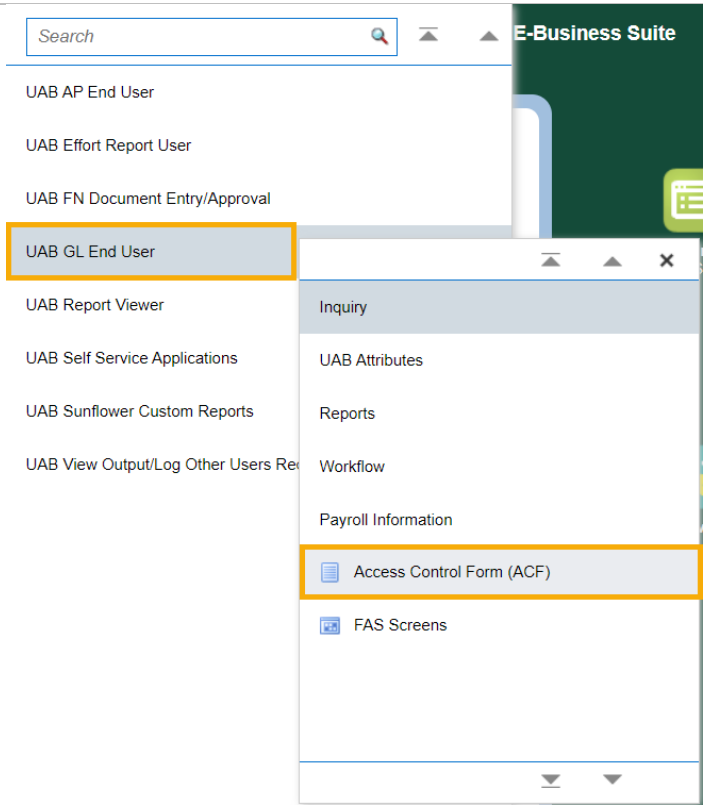 Search
E-Business Suite
UAB AP End User
UAB Effort Report User
UAB FN Document Entry/Approval
UAB GL End User
UAB Report Viewer
UAB Self Service Applications
UAB Sunflower Custom Reports
UAB View Output/Log Other Users
Inquiry
UAB Attributes
Reports
Workflow
Payroll Information
Access Control Form (ACF)
FAS Screens